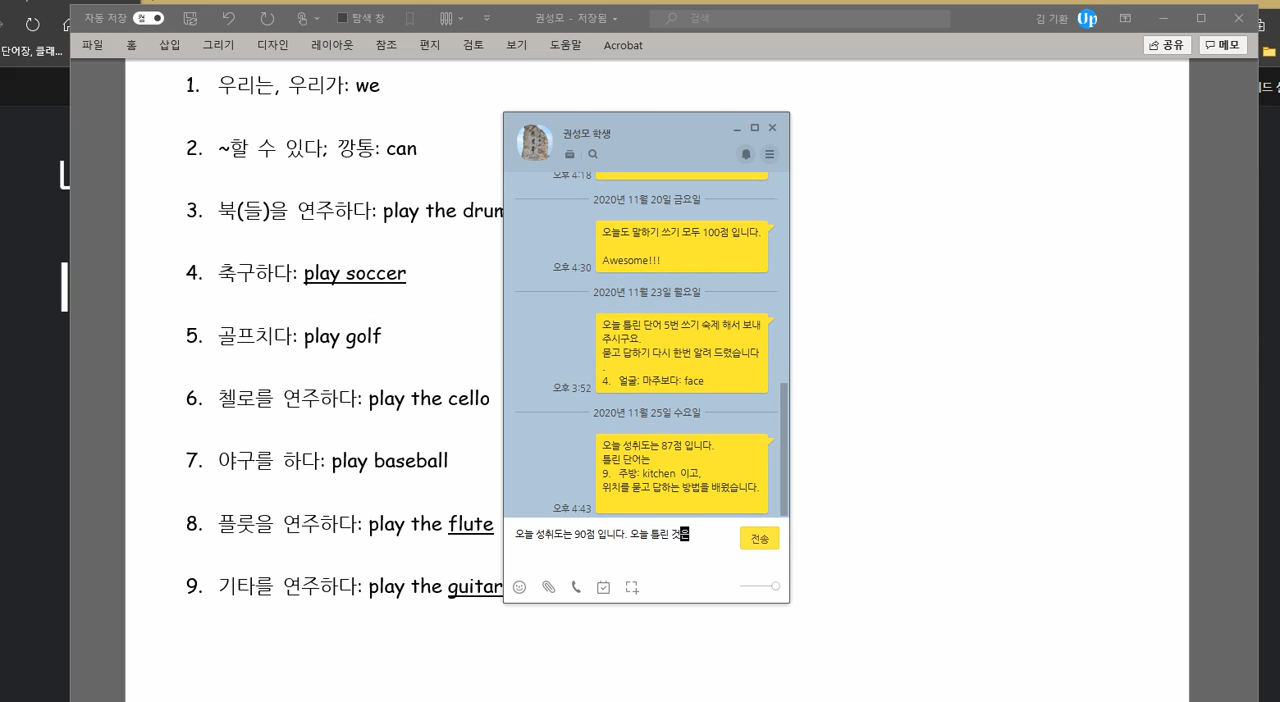 자동 저장
컴
탐색 창
권성모 - 저장됨
검색
김 기환
Up
단어장, 클래...
파일 홈 삽입 그리기 디자인 레이아웃 참조 편지 검토 보기 도움말 Acrobat
공유
메모
1. 우리는, 우리가: we
2. ~할 수 있다; 깡통: can
3. 북(들)을 연주하다: play the drum
4. 축구하다: play soccer
5. 골프치다: play golf
6. 첼로를 연주하다: play the cello
7. 야구를 하다: play baseball
8. 플룻을 연주하다: play the flute
9. 기타를 연주하다: play the guitar
권성모 학생
오후 4:18
2020년 11월 20일 금요일
오늘도 말하기 쓰기 모두 100점 입니다.
Awesome!!!
오후 4:30
2020년 11월 23일 월요일
오늘 틀린 단어 5번 쓰기 숙제 해서 보내
주시구요.
묻고 답하기 다시 한번 알려 드렸습니다
.
4. 얼굴; 마주보다: face
오후 3:52
2020년 11월 25일 수요일
오늘 성취도는 87점 입니다.
틀린 단어는
9. 주방: kitchen 이고,
위치를 묻고 답하는 방법을 배웠습니다.
오후 4:43
오늘 성취도는 90점 입니다. 오늘 틀린 것은
전송